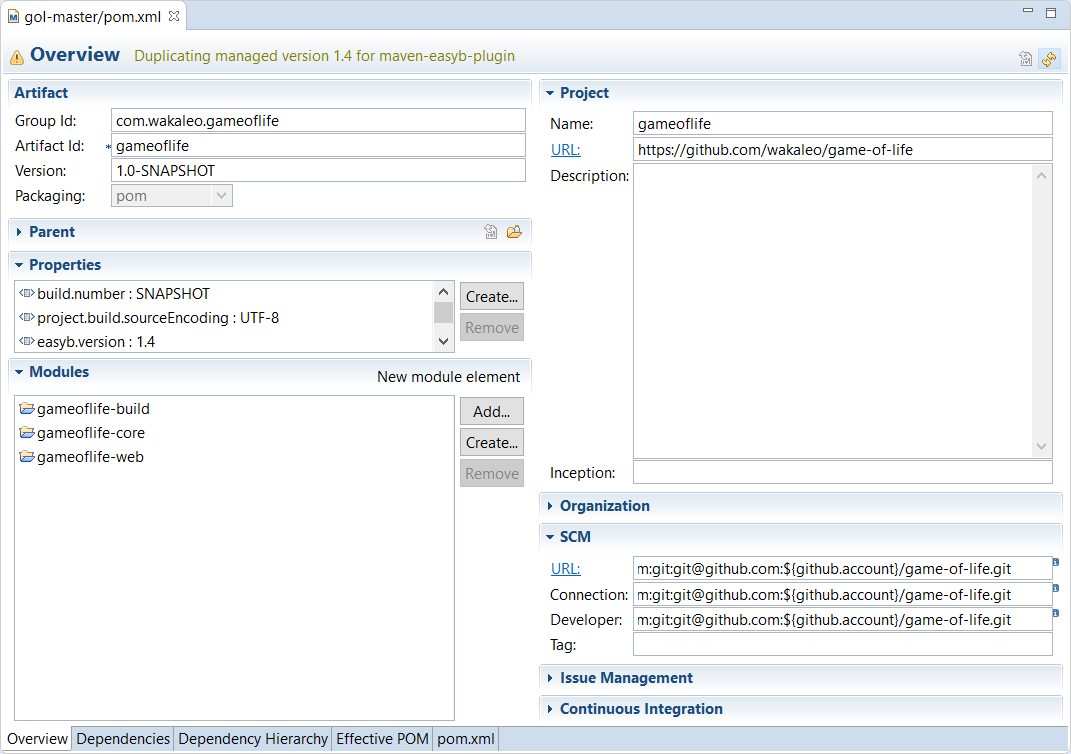 gol-master/pom.xml
Overview Duplicating managed version 1.4 for maven-easyb-plugin
Artifact
Group Id: com.wakaleo.gameoflife
Artifact Id: * gameoflife
Version: 1.0-SNAPSHOT
Packaging: pom
Parent
Properties
build.number : SNAPSHOT
project.build.sourceEncoding : UTF-8
easyb.version : 1.4
Create...
Remove
Modules
New module element
gameoflife-build
gameoflife-core
gameoflife-web
Add...
Create...
Remove
Project
Name: gameoflife
URL: https://github.com/wakaleo/game-of-life
Description:
Inception:
Organization
SCM
URL: m:git:git@github.com:${github.account}/game-of-life.git
Connection: m:git:git@github.com:${github.account}/game-of-life.git
Developer: m:git:git@github.com:${github.account}/game-of-life.git
Tag:
Issue Management
Continuous Integration
Overview Dependencies Dependency Hierarchy Effective POM pom.xml